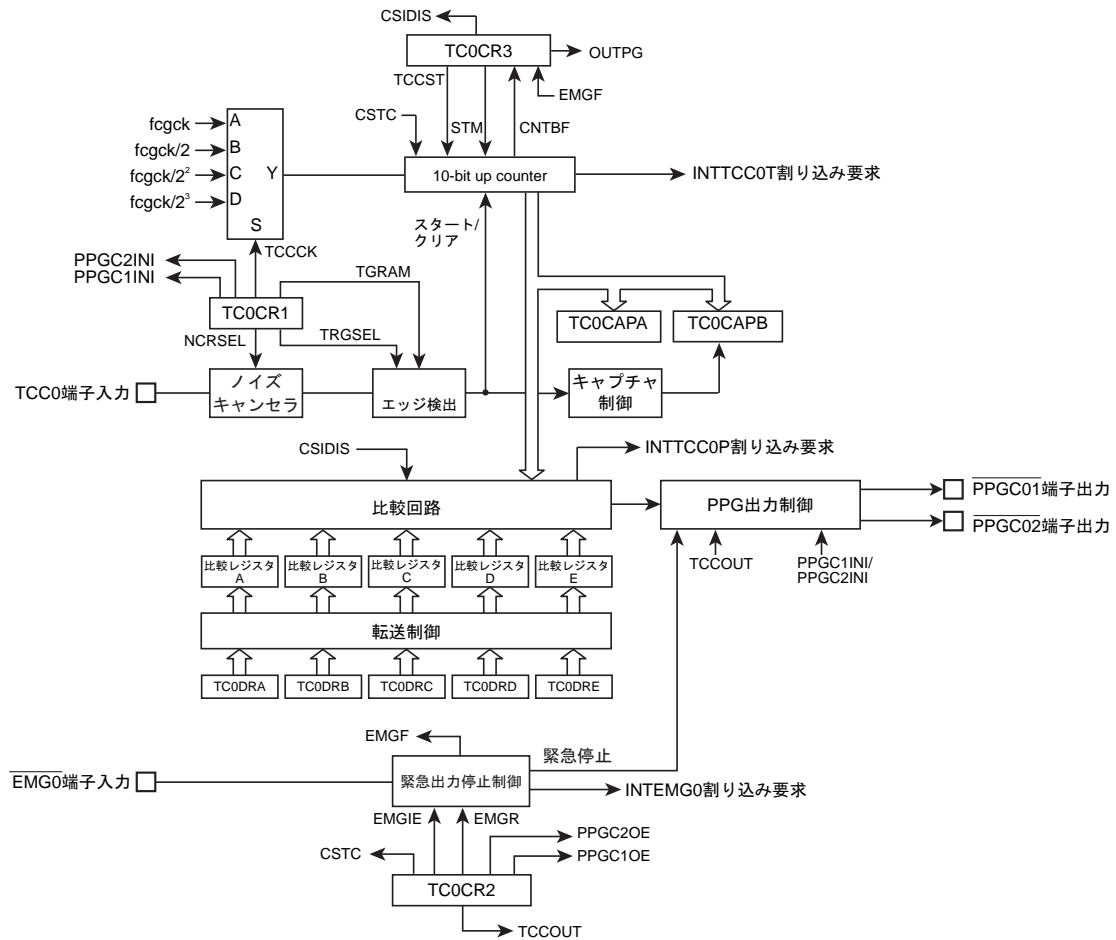 CSIDIS
TC0CR3
OUTPG
TCCST
EMGF
CSTC
STM
CNTBF
fcgck
A
fcgck/2
B
fcgck/2²
C
Y
fcgck/2³
D
S
10-bit up counter
INTTCC0T割り込み要求
スタート/
クリア
TCCCK
PPGC2INI
PPGC1INI
TGRAM
TC0CR1
TC0CAPA
TC0CAPB
NCRSEL
TRGSEL
TCC0端子入力
ノイズ
キャンセラ
エッジ検出
キャプチャ
制御
CSIDIS
INTTCC0P割り込み要求
比較回路
PPG出力制御
PPGC01端子出力
PPGC02端子出力
比較レジスタ
A
比較レジスタ
B
比較レジスタ
C
比較レジスタ
D
比較レジスタ
E
TCCOUT
PPGC1INI/
PPGC2INI
転送制御
TC0DRA
TC0DRB
TC0DRC
TC0DRD
TC0DRE
EMGF
緊急停止
EMG0端子入力
緊急出力停止制御
INTEMG0割り込み要求
EMGIE
EMGR
PPGC2OE
CSTC
PPGC1OE
TC0CR2
TCCOUT